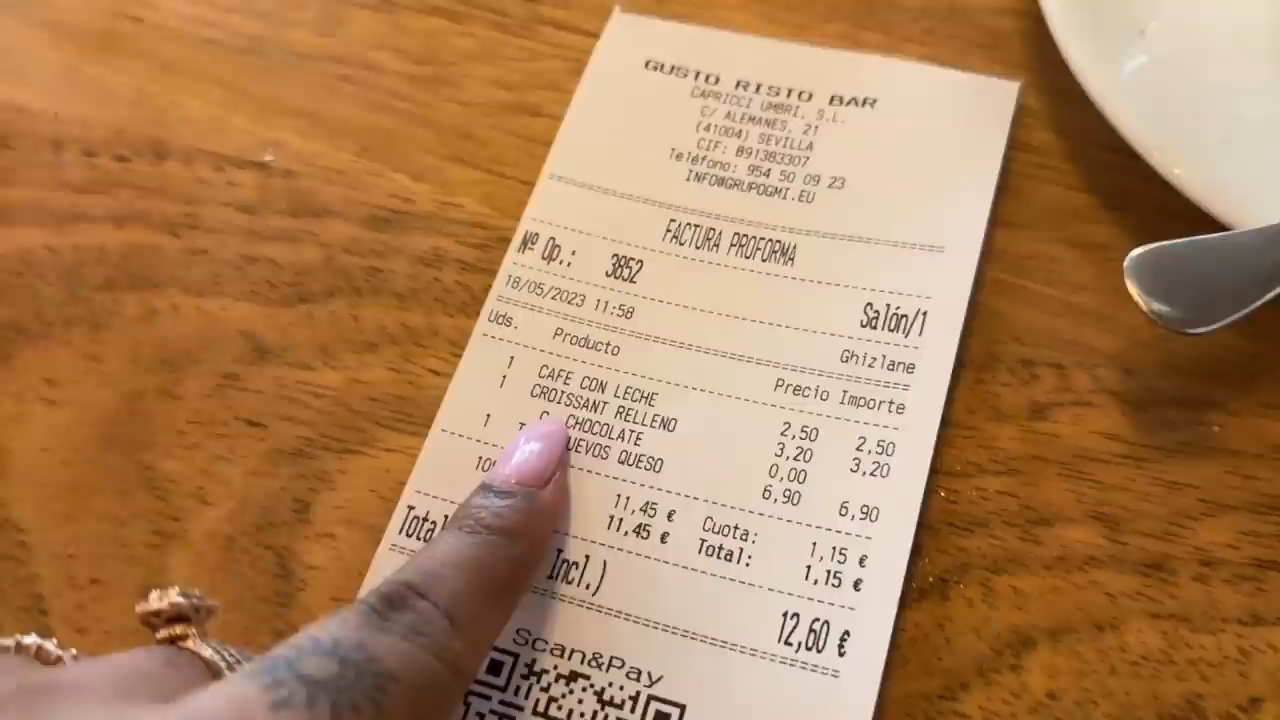 GUSTO RISTO BAR
CAPRICCI UMBRI, S.L.
C/ ALEMANES, 21
(41004) SEVILLA
CIF: B91383307
Teléfono: 954 50 09 23
INFO@GRUPOGMI.EU
FACTURA PROFORMA
Nº Op.: 3852 Salón/1
18/05/2023 11:58 Ghizlane
Uds. Producto Precio Importe
1 CAFE CON LECHE 2,50 2,50
1 CROISSANT RELLENO 3,20 3,20
CHOCOLATE 0,00
1 QUESO 6,90 6,90
11,45 € Cuota: 1,15 €
11,45 € Total: 1,15 €
Total Incl.) 12,60 €
Scan&Pay